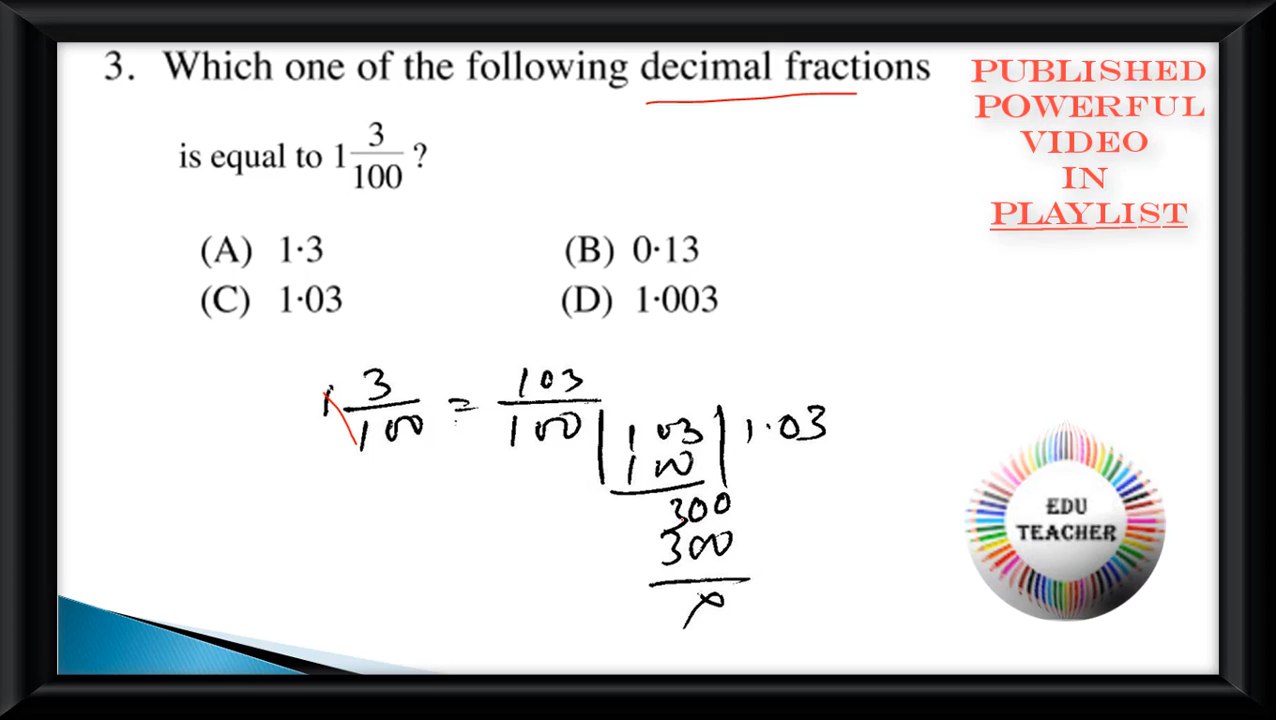 3. Which one of the following decimal fractions
is equal to 1 3/100 ?
(A) 1·3
(B) 0·13
(C) 1·03
(D) 1·003
1 3/100 = 103/100
103
1.03
100
300
300
0
PUBLISHED
POWERFUL
VIDEO
IN
PLAYLIST
EDU
TEACHER